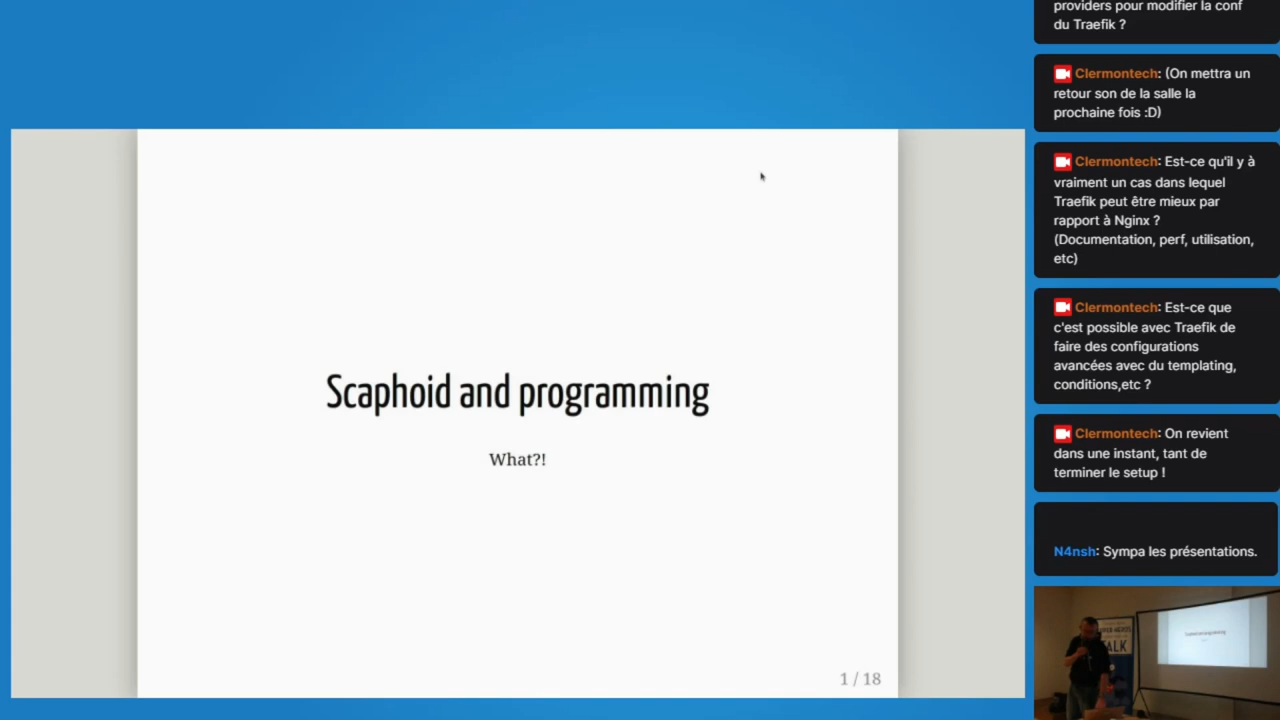 Scaphoid and programming
What?!
1 / 18
providers pour modifier la conf
du Traefik ?
Clermontech: (On mettra un
retour son de la salle la
prochaine fois :D)
Clermontech: Est-ce qu'il y à
vraiment un cas dans lequel
Traefik peut être mieux par
rapport à Nginx ?
(Documentation, perf, utilisation,
etc)
Clermontech: Est-ce que
c'est possible avec Traefik de
faire des configurations
avancées avec du templating,
conditions,etc ?
Clermontech: On revient
dans une instant, tant de
terminer le setup !
N4nsh: Sympa les présentations.
ALK